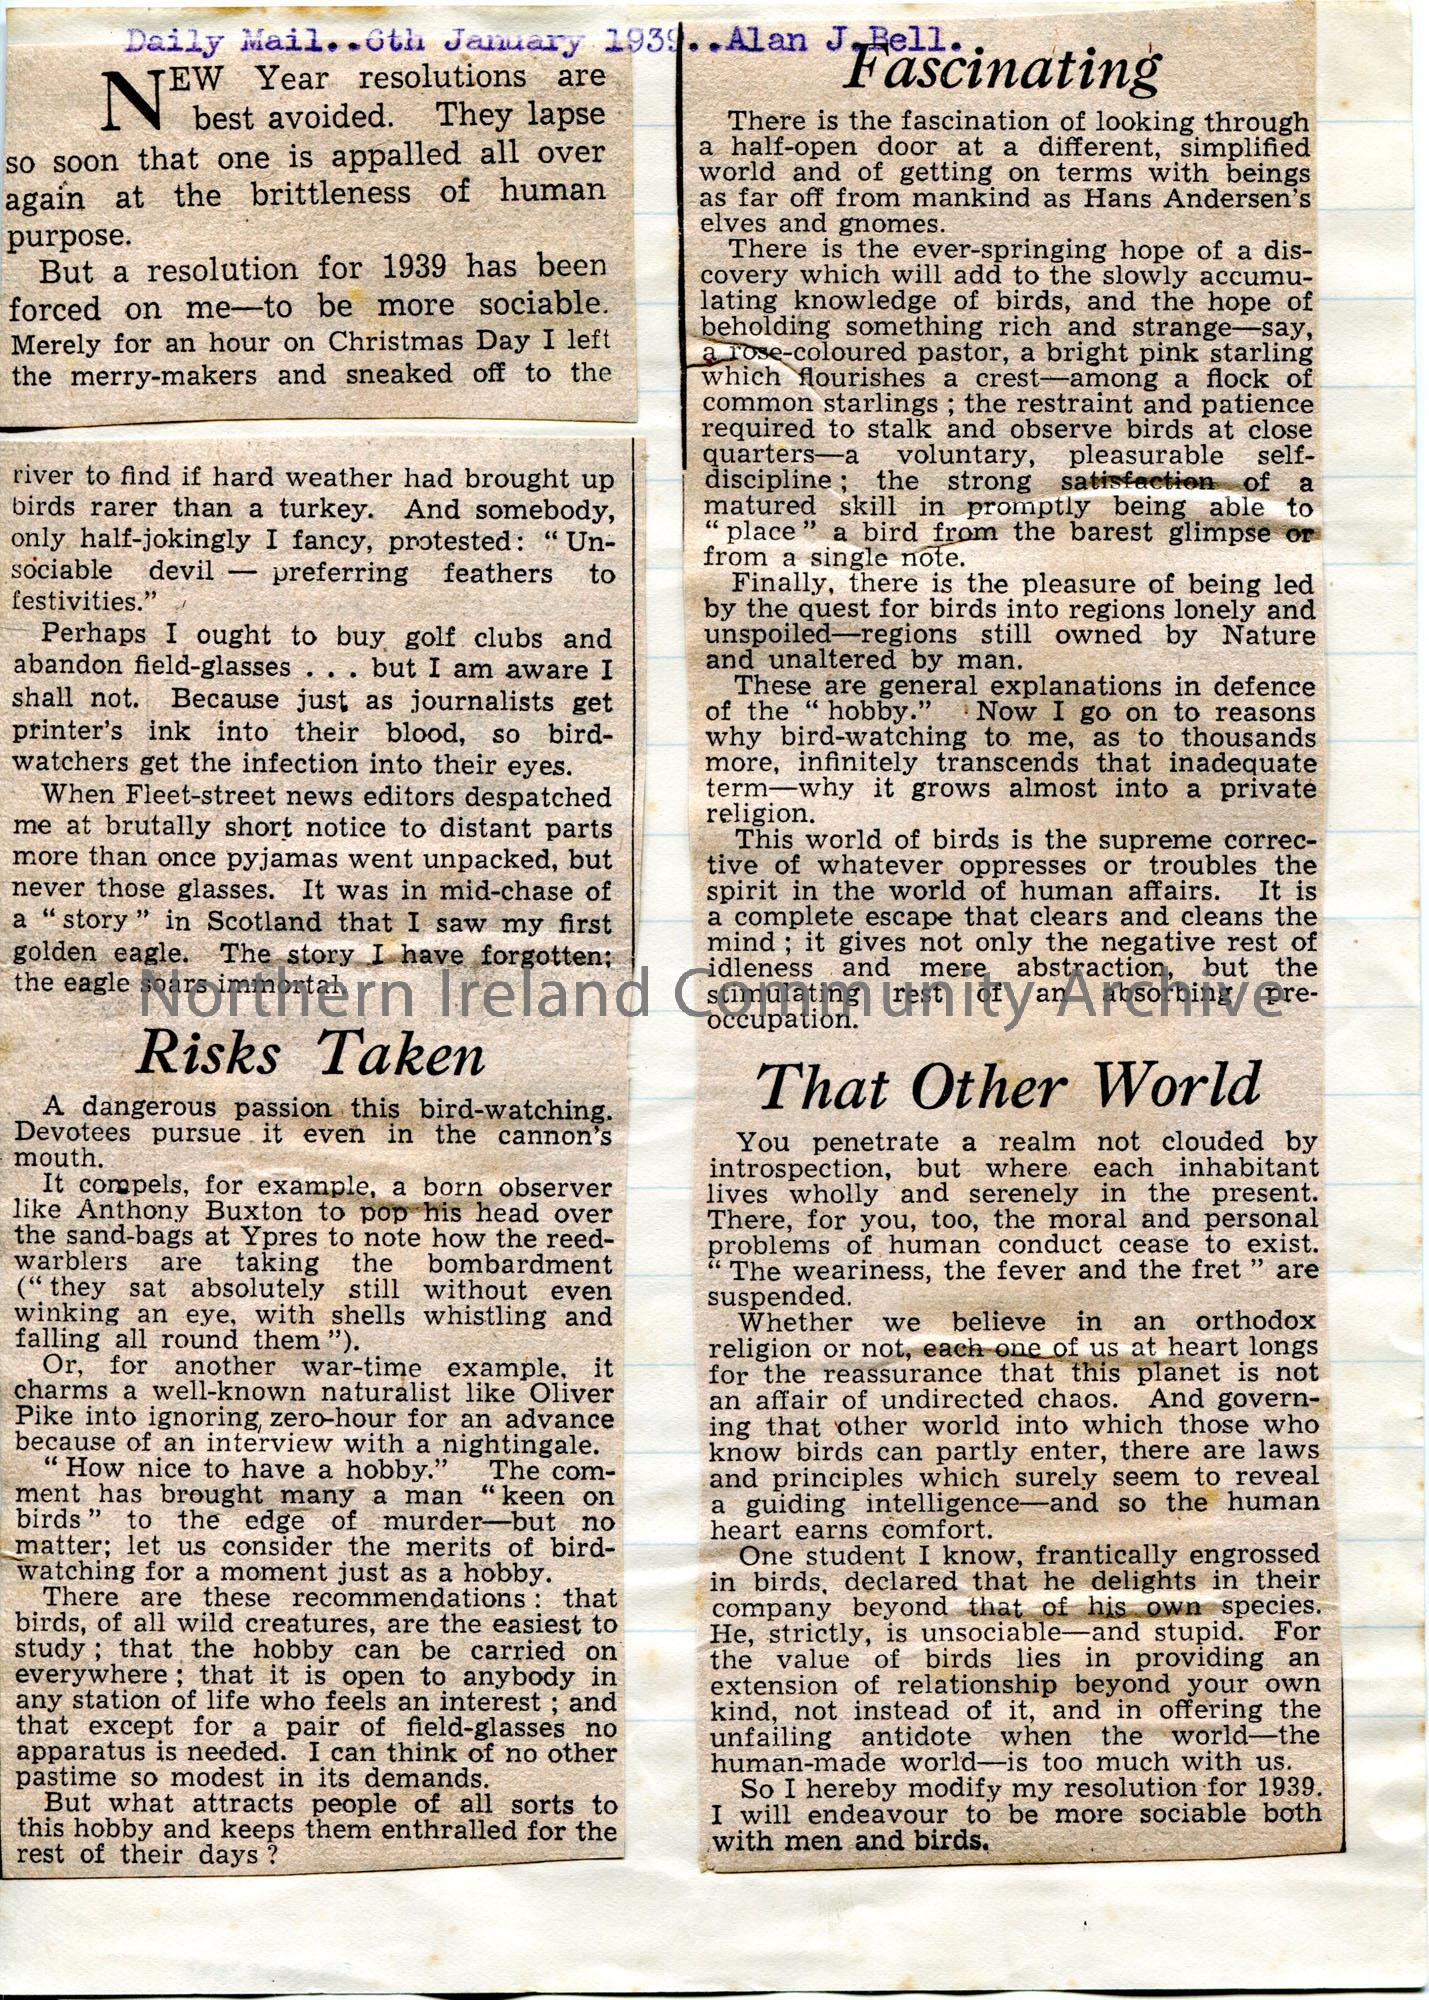 Daily Mail..6th January 1939..Alan J.Bell.
NEW Year resolutions are
best avoided. They lapse
so soon that one is appalled all over
again at the brittleness of human
purpose.
But a resolution for 1939 has been
forced on me—to be more sociable.
Merely for an hour on Christmas Day I left
the merry-makers and sneaked off to the
river to find if hard weather had brought up
birds rarer than a turkey. And somebody,
only half-jokingly I fancy, protested: “Un-
sociable devil — preferring feathers to
festivities.”
Perhaps I ought to buy golf clubs and
abandon field-glasses . . . but I am aware I
shall not. Because just as journalists get
printer's ink into their blood, so bird-
watchers get the infection into their eyes.
When Fleet-street news editors despatched
me at brutally short notice to distant parts
more than once pyjamas went unpacked, but
never those glasses. It was in mid-chase of
a “story” in Scotland that I saw my first
golden eagle. The story I have forgotten;
the eagle soars immortal.
Risks Taken
A dangerous passion this bird-watching.
Devotees pursue it even in the cannon's
mouth.
It compels, for example, a born observer
like Anthony Buxton to pop his head over
the sand-bags at Ypres to note how the reed-
warblers are taking the bombardment
(“they sat absolutely still without even
winking an eye, with shells whistling and
falling all round them”).
Or, for another war-time example, it
charms a well-known naturalist like Oliver
Pike into ignoring zero-hour for an advance
because of an interview with a nightingale.
“How nice to have a hobby.” The com-
ment has brought many a man “keen on
birds” to the edge of murder—but no
matter; let us consider the merits of bird-
watching for a moment just as a hobby.
There are these recommendations: that
birds, of all wild creatures, are the easiest to
study; that the hobby can be carried on
everywhere; that it is open to anybody in
any station of life who feels an interest; and
that except for a pair of field-glasses no
apparatus is needed. I can think of no other
pastime so modest in its demands.
But what attracts people of all sorts to
this hobby and keeps them enthralled for the
rest of their days?
Fascinating
There is the fascination of looking through
a half-open door at a different, simplified
world and of getting on terms with beings
as far off from mankind as Hans Andersen's
elves and gnomes.
There is the ever-springing hope of a dis-
covery which will add to the slowly accumu-
lating knowledge of birds, and the hope of
beholding something rich and strange—say,
a rose-coloured pastor, a bright pink starling
which flourishes a crest—among a flock of
common starlings; the restraint and patience
required to stalk and observe birds at close
quarters—a voluntary, pleasurable self-
discipline; the strong satisfaction of a
matured skill in promptly being able to
“place” a bird from the barest glimpse or
from a single note.
Finally, there is the pleasure of being led
by the quest for birds into regions lonely and
unspoiled—regions still owned by Nature
and unaltered by man.
These are general explanations in defence
of the “hobby.” Now I go on to reasons
why bird-watching to me, as to thousands
more, infinitely transcends that inadequate
term—why it grows almost into a private
religion.
This world of birds is the supreme correc-
tive of whatever oppresses or troubles the
spirit in the world of human affairs. It is
a complete escape that clears and cleans the
mind; it gives not only the negative rest of
idleness and mere abstraction, but the
stimulating rest of an absorbing pre-
occupation.
That Other World
You penetrate a realm not clouded by
introspection, but where each inhabitant
lives wholly and serenely in the present.
There, for you, too, the moral and personal
problems of human conduct cease to exist.
“The weariness, the fever and the fret” are
suspended.
Whether we believe in an orthodox
religion or not, each one of us at heart longs
for the reassurance that this planet is not
an affair of undirected chaos. And govern-
ing that other world into which those who
know birds can partly enter, there are laws
and principles which surely seem to reveal
a guiding intelligence—and so the human
heart earns comfort.
One student I know, frantically engrossed
in birds, declared that he delights in their
company beyond that of his own species.
He, strictly, is unsociable—and stupid. For
the value of birds lies in providing an
extension of relationship beyond your own
kind, not instead of it, and in offering the
unfailing antidote when the world—the
human-made world—is too much with us.
So I hereby modify my resolution for 1939.
I will endeavour to be more sociable both
with men and birds.
Northern Ireland Community Archive